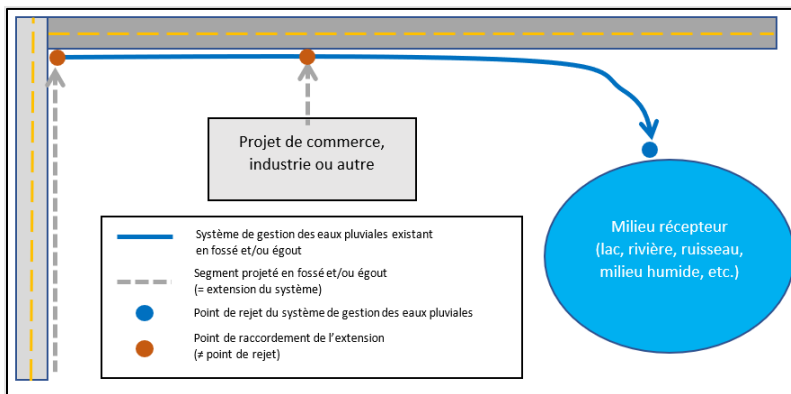 Projet de commerce,
industrie ou autre
Milieu récepteur
(lac, rivière, ruisseau,
milieu humide, etc.)
Système de gestion des eaux pluviales existant
en fossé et/ou égout
Segment projeté en fossé et/ou égout
(= extension du système)
Point de rejet du système de gestion des eaux pluviales
Point de raccordement de l'extension
(≠ point de rejet)